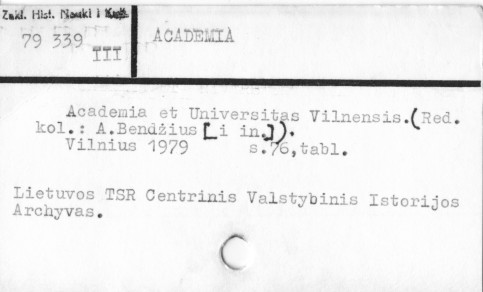 Zakł. Hist. Nauki i
79 339
III
ACADEMIA
Academia et Universitas Vilnensis.(Red.
kol.: A.Bendžius[i in.]).
Vilnius 1979 s.76,tabl.
Lietuvos TSR Centrinis Valstybinis Istorijos
Archyvas.